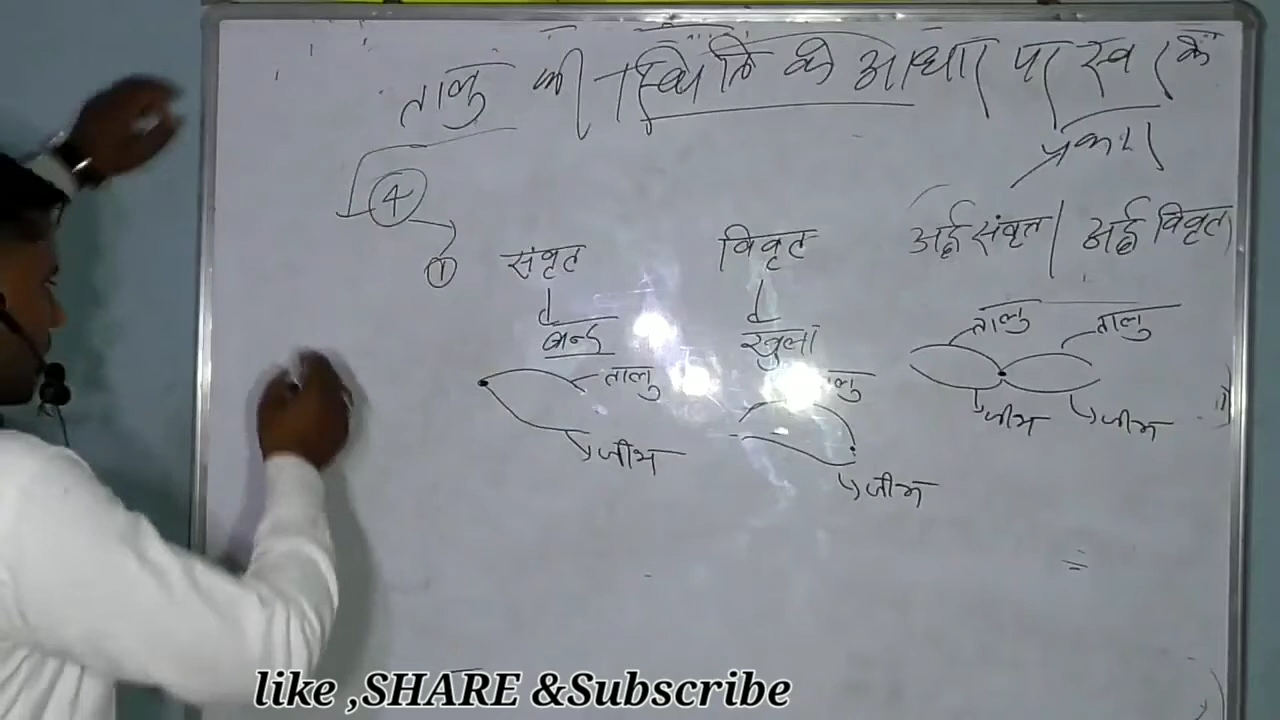 तालु की स्थिति के आधार पर स्वर के
प्रकार
4
1 संवृत विवृत अर्द्ध संवृत | अर्द्ध विवृत
बन्द खुला
तालु तालु तालु
जीभ जीभ जीभ जीभ
like ,SHARE &Subscribe